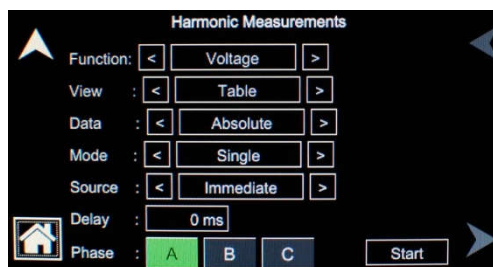 Harmonic Measurements
Function: < Voltage >
View : < Table >
Data : < Absolute >
Mode : < Single >
Source : < Immediate >
Delay : 0 ms
Phase : A B C Start